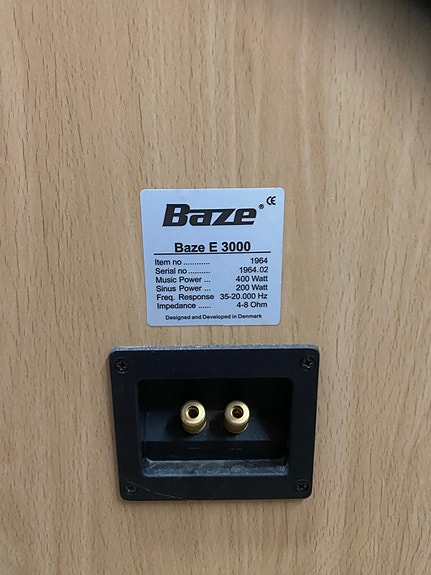 Baze® CE
Baze E 3000
Item no ............ 1964
Serial no .......... 1964.02
Music Power ... 400 Watt
Sinus Power ... 200 Watt
Freq. Response 35-20.000 Hz
Impedance ...... 4-8 Ohm
Designed and Developed in Denmark